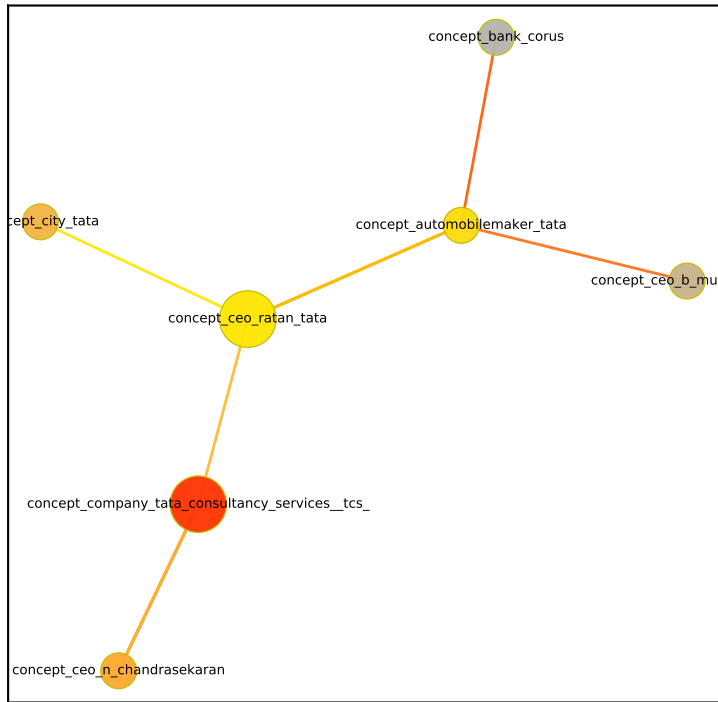 concept_bank_corus
cept_city_tata
concept_automobilemaker_tata
concept_ceo_b_mu
concept_ceo_ratan_tata
concept_company_tata_consultancy_services__tcs_
concept_ceo_n_chandrasekaran